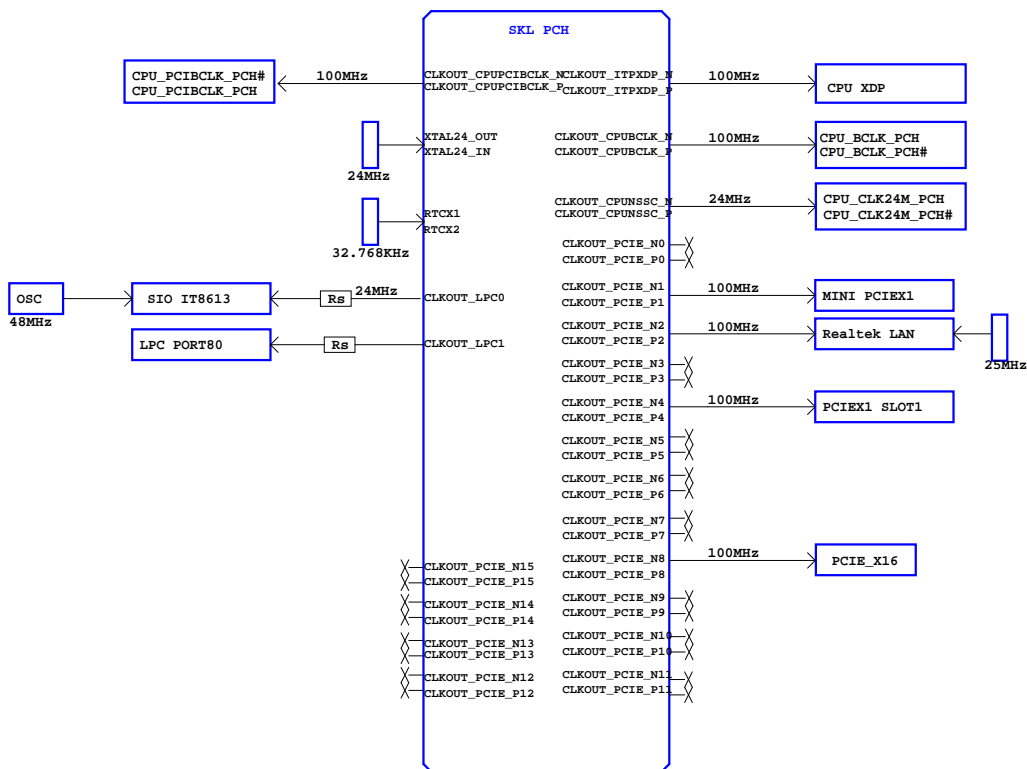 SKL PCH
CPU_PCIBCLK_PCH#
CPU_PCIBCLK_PCH
100MHz
CLKOUT_CPUPCIBCLK_N
CLKOUT_CPUPCIBCLK_P
XTAL24_OUT
XTAL24_IN
24MHz
RTCX1
RTCX2
32.768KHz
OSC
48MHz
SIO IT8613
Rs
24MHz
CLKOUT_LPC0
LPC PORT80
Rs
CLKOUT_LPC1
CLKOUT_PCIE_N15
CLKOUT_PCIE_P15
CLKOUT_PCIE_N14
CLKOUT_PCIE_P14
CLKOUT_PCIE_N13
CLKOUT_PCIE_P13
CLKOUT_PCIE_N12
CLKOUT_PCIE_P12
CLKOUT_ITPXDP_N
CLKOUT_ITPXDP_P
100MHz
CPU XDP
CLKOUT_CPUBCLK_N
CLKOUT_CPUBCLK_P
100MHz
CPU_BCLK_PCH
CPU_BCLK_PCH#
CLKOUT_CPUNSSC_N
CLKOUT_CPUNSSC_P
24MHz
CPU_CLK24M_PCH
CPU_CLK24M_PCH#
CLKOUT_PCIE_N0
CLKOUT_PCIE_P0
CLKOUT_PCIE_N1
CLKOUT_PCIE_P1
100MHz
MINI PCIEX1
CLKOUT_PCIE_N2
CLKOUT_PCIE_P2
100MHz
Realtek LAN
25MHz
CLKOUT_PCIE_N3
CLKOUT_PCIE_P3
CLKOUT_PCIE_N4
CLKOUT_PCIE_P4
100MHz
PCIEX1 SLOT1
CLKOUT_PCIE_N5
CLKOUT_PCIE_P5
CLKOUT_PCIE_N6
CLKOUT_PCIE_P6
CLKOUT_PCIE_N7
CLKOUT_PCIE_P7
CLKOUT_PCIE_N8
CLKOUT_PCIE_P8
100MHz
PCIE_X16
CLKOUT_PCIE_N9
CLKOUT_PCIE_P9
CLKOUT_PCIE_N10
CLKOUT_PCIE_P10
CLKOUT_PCIE_N11
CLKOUT_PCIE_P11